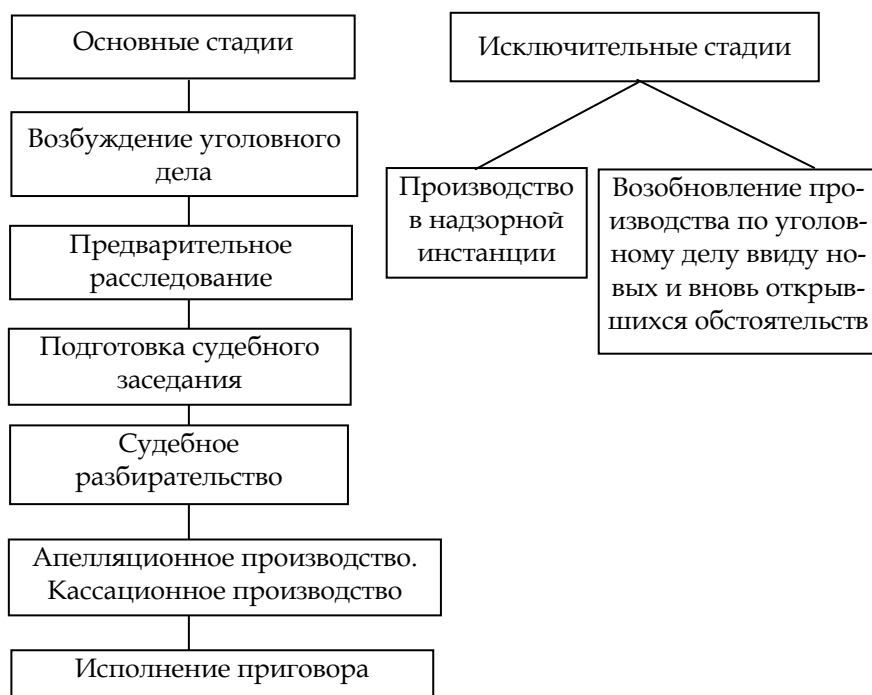 Основные стадии
Возбуждение уголовного
дела
Предварительное
расследование
Подготовка судебного
заседания
Судебное
разбирательство
Апелляционное производство.
Кассационное производство
Исполнение приговора
Исключительные стадии
Производство
в надзорной
инстанции
Возобновление про-
изводства по уголов-
ному делу ввиду но-
вых и вновь открыв-
шихся обстоятельств